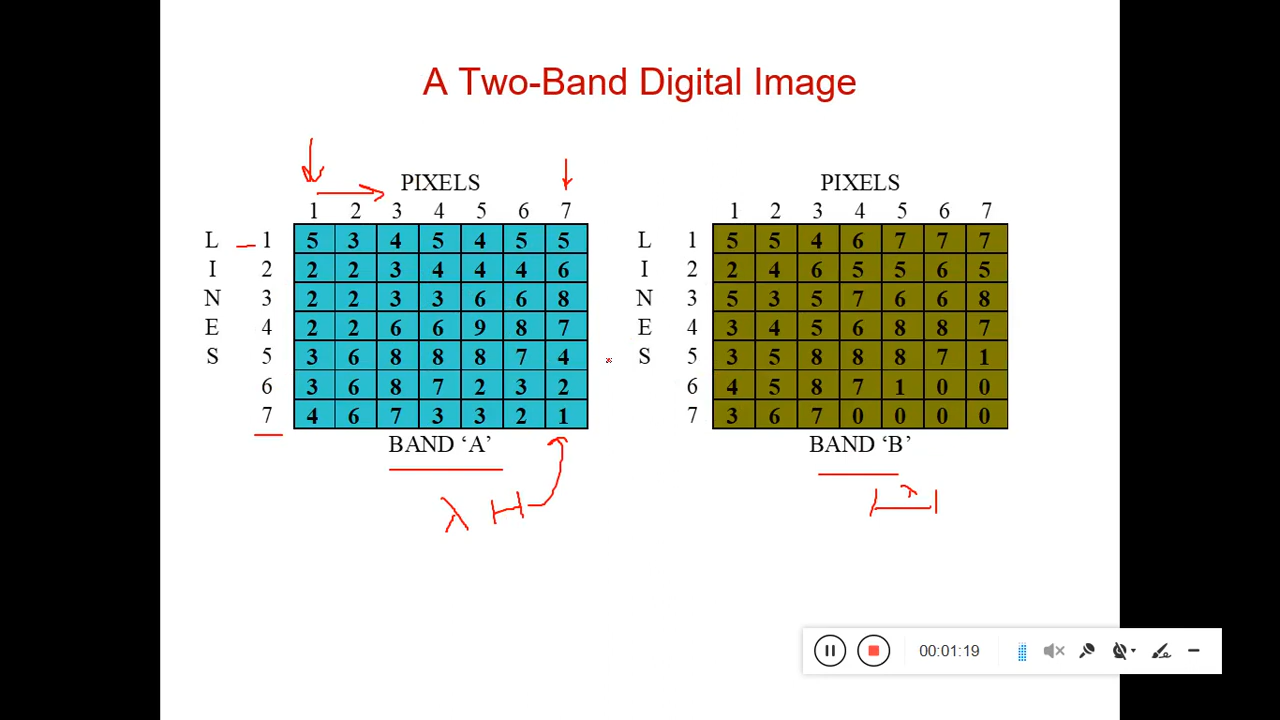 A Two-Band Digital Image
PIXELS
1 2 3 4 5 6 7
L 1 5 3 4 5 4 5 5
I 2 2 2 3 4 4 4 6
N 3 2 2 3 3 6 6 8
E 4 2 2 6 6 9 8 7
S 5 3 6 8 8 8 7 4
6 3 6 8 7 2 3 2
7 4 6 7 3 3 2 1
BAND ‘A’
λ
PIXELS
1 2 3 4 5 6 7
L 1 5 5 4 6 7 7 7
I 2 2 4 6 5 5 6 5
N 3 5 3 5 7 6 6 8
E 4 3 4 5 6 8 8 7
S 5 3 5 8 8 8 7 1
6 4 5 8 7 1 0 0
7 3 6 7 0 0 0 0
BAND ‘B’
λ
00:01:19